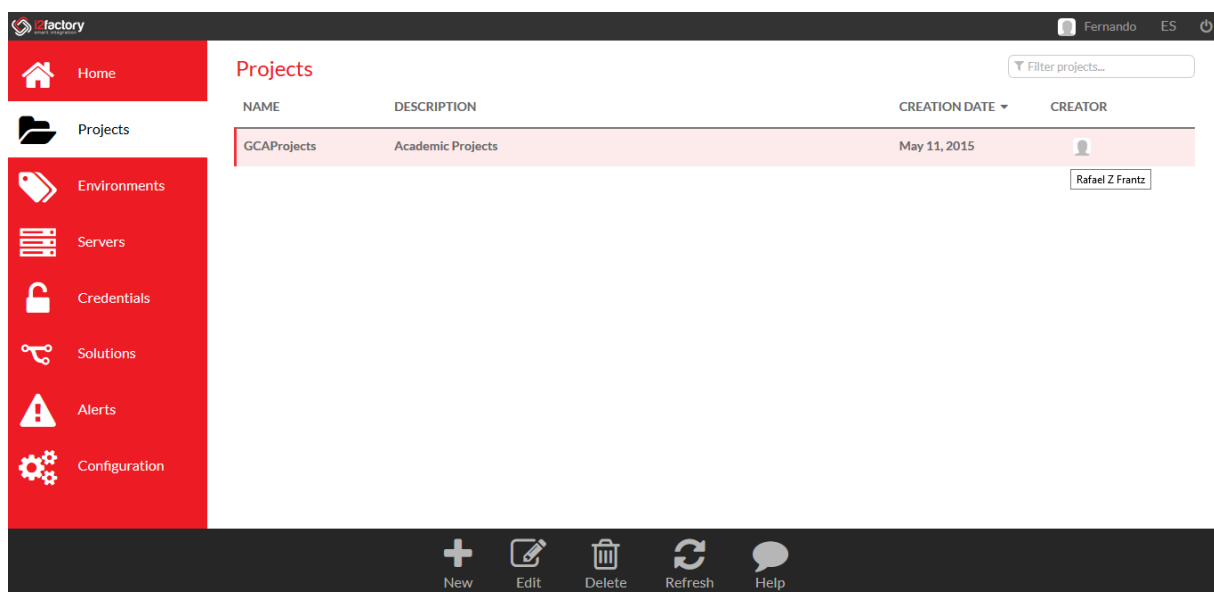 i2factory
smart integration
Fernando ES
Home
Projects
Environments
Servers
Credentials
Solutions
Alerts
Configuration
Projects
Filter projects...
NAME DESCRIPTION CREATION DATE CREATOR
GCAProjects Academic Projects May 11, 2015
Rafael Z Frantz
New Edit Delete Refresh Help